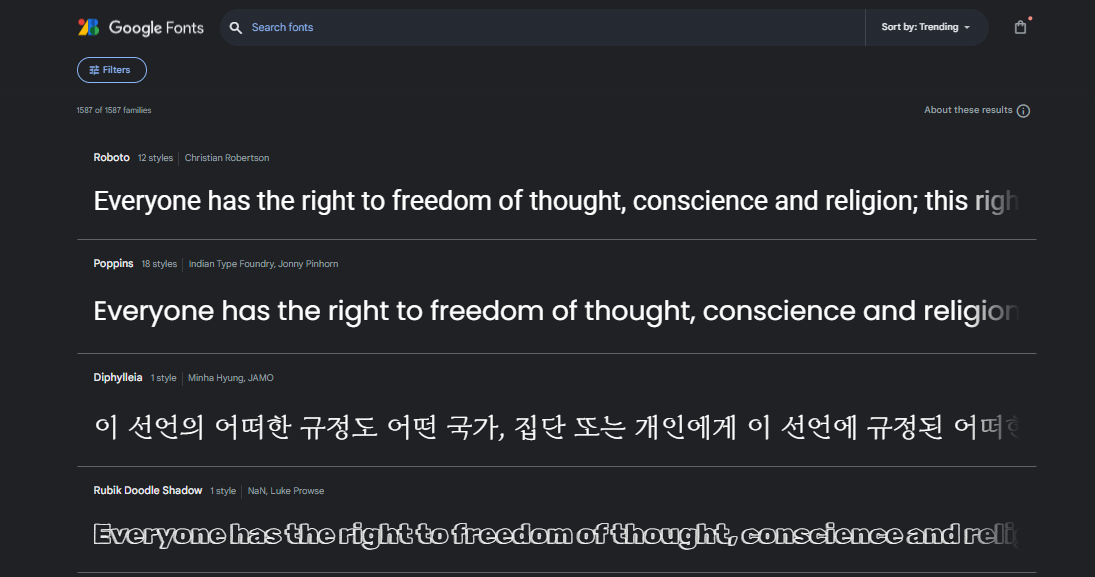 Google Fonts
Search fonts
Sort by: Trending
Filters
1587 of 1587 families
About these results
Roboto 12 styles Christian Robertson
Everyone has the right to freedom of thought, conscience and religion; this righ
Poppins 18 styles Indian Type Foundry, Jonny Pinhorn
Everyone has the right to freedom of thought, conscience and religion
Diphylleia 1 style Minha Hyung, JAMO
이 선언의 어떠한 규정도 어떤 국가, 집단 또는 개인에게 이 선언에 규정된 어떠한
Rubik Doodle Shadow 1 style NaN, Luke Prowse
Everyone has the right to freedom of thought, conscience and reli